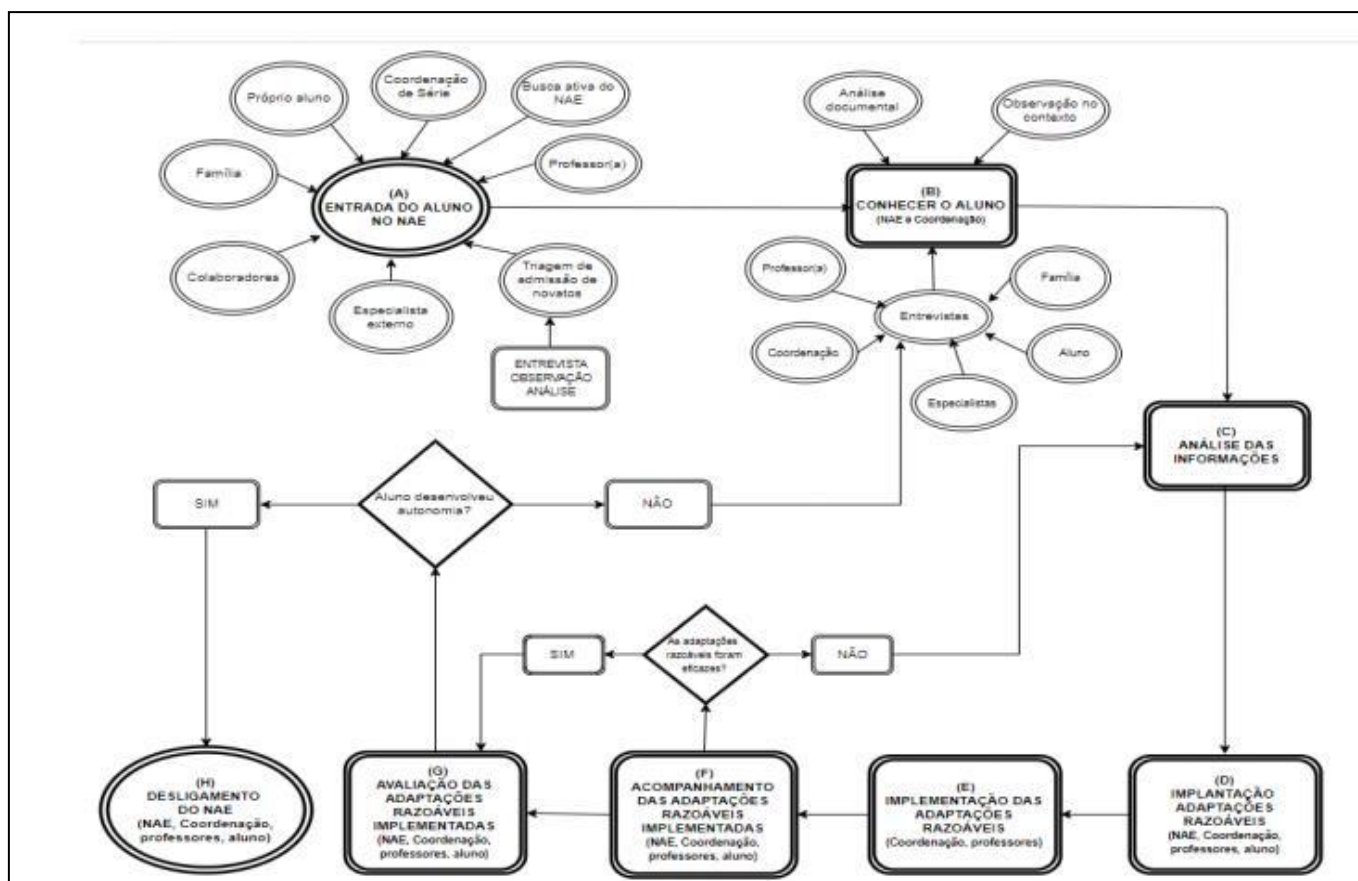 Próprio aluno
Coordenação
de Série
Busca ativa do
NAE
Família
Professor(a)
(A)
ENTRADA DO ALUNO
NO NAE
Colaboradores
Especialista
externo
Triagem de
admissão de
novatos
ENTREVISTA
OBSERVAÇÃO
ANÁLISE
Análise
documental
Observação no
contexto
(B)
CONHECER O ALUNO
(NAE e Coordenação)
Professor(a)
Família
Entrevistas
Coordenação
Aluno
Especialistas
(C)
ANÁLISE DAS
INFORMAÇÕES
SIM
Aluno desenvolveu
autonomia?
NÃO
SIM
As adaptações
razoáveis foram
eficazes?
NÃO
(H)
DESLIGAMENTO
DO NAE
(NAE, Coordenação,
professores, aluno)
(G)
AVALIAÇÃO DAS
ADAPTAÇÕES
RAZOÁVEIS
IMPLEMENTADAS
(NAE, Coordenação,
professores, aluno)
(F)
ACOMPANHAMENTO
DAS ADAPTAÇÕES
RAZOÁVEIS
IMPLEMENTADAS
(NAE, Coordenação,
professores, aluno)
(E)
IMPLEMENTAÇÃO DAS
ADAPTAÇÕES
RAZOÁVEIS
(Coordenação, professores)
(D)
IMPLANTAÇÃO
ADAPTAÇÕES
RAZOÁVEIS
(NAE, Coordenação,
professores, aluno)